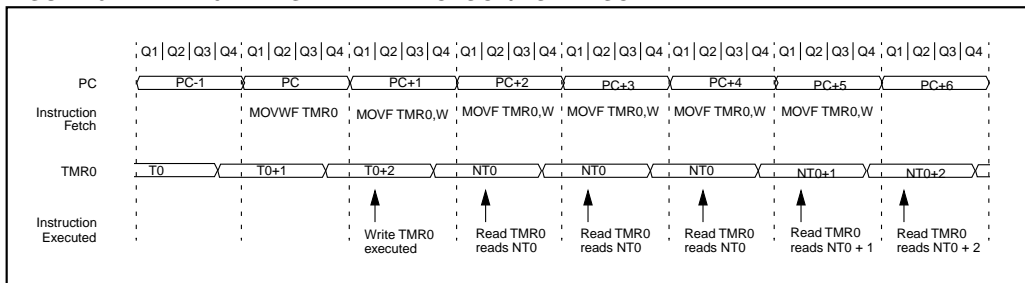 Q1 Q2 Q3 Q4 Q1 Q2 Q3 Q4 Q1 Q2 Q3 Q4 Q1 Q2 Q3 Q4 Q1 Q2 Q3 Q4 Q1 Q2 Q3 Q4 Q1 Q2 Q3 Q4 Q1 Q2 Q3 Q4
PC PC-1 PC PC+1 PC+2 PC+3 PC+4 PC+5 PC+6
Instruction
Fetch
MOVWF TMR0 MOVF TMR0,W MOVF TMR0,W MOVF TMR0,W MOVF TMR0,W MOVF TMR0,W
TMR0 T0 T0+1 T0+2 NT0 NT0 NT0 NT0+1 NT0+2
Instruction
Executed
Write TMR0
executed
Read TMR0
reads NT0
Read TMR0
reads NT0
Read TMR0
reads NT0
Read TMR0
reads NT0 + 1
Read TMR0
reads NT0 + 2